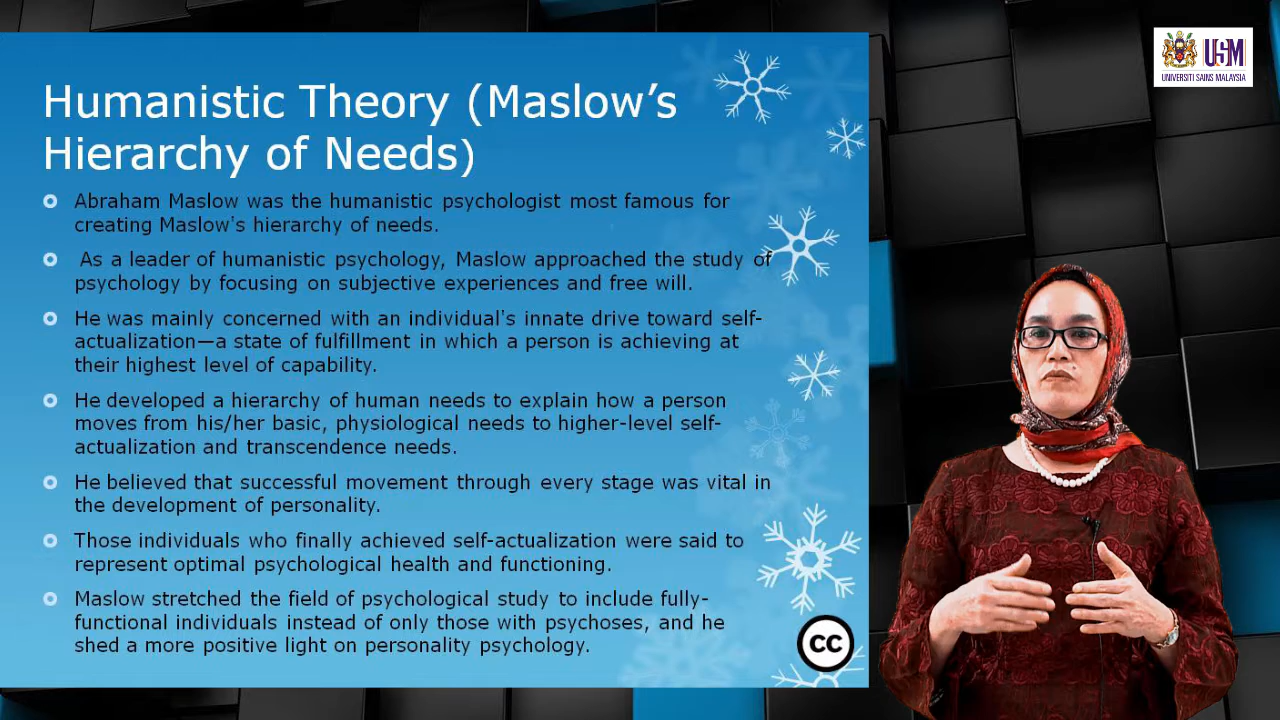 Humanistic Theory (Maslow’s
Hierarchy of Needs)
Abraham Maslow was the humanistic psychologist most famous for
creating Maslow's hierarchy of needs.
As a leader of humanistic psychology, Maslow approached the study of
psychology by focusing on subjective experiences and free will.
He was mainly concerned with an individual's innate drive toward self-
actualization—a state of fulfillment in which a person is achieving at
their highest level of capability.
He developed a hierarchy of human needs to explain how a person
moves from his/her basic, physiological needs to higher-level self-
actualization and transcendence needs.
He believed that successful movement through every stage was vital in
the development of personality.
Those individuals who finally achieved self-actualization were said to
represent optimal psychological health and functioning.
Maslow stretched the field of psychological study to include fully-
functional individuals instead of only those with psychoses, and he
shed a more positive light on personality psychology.
cc
USM
UNIVERSITI SAINS MALAYSIA